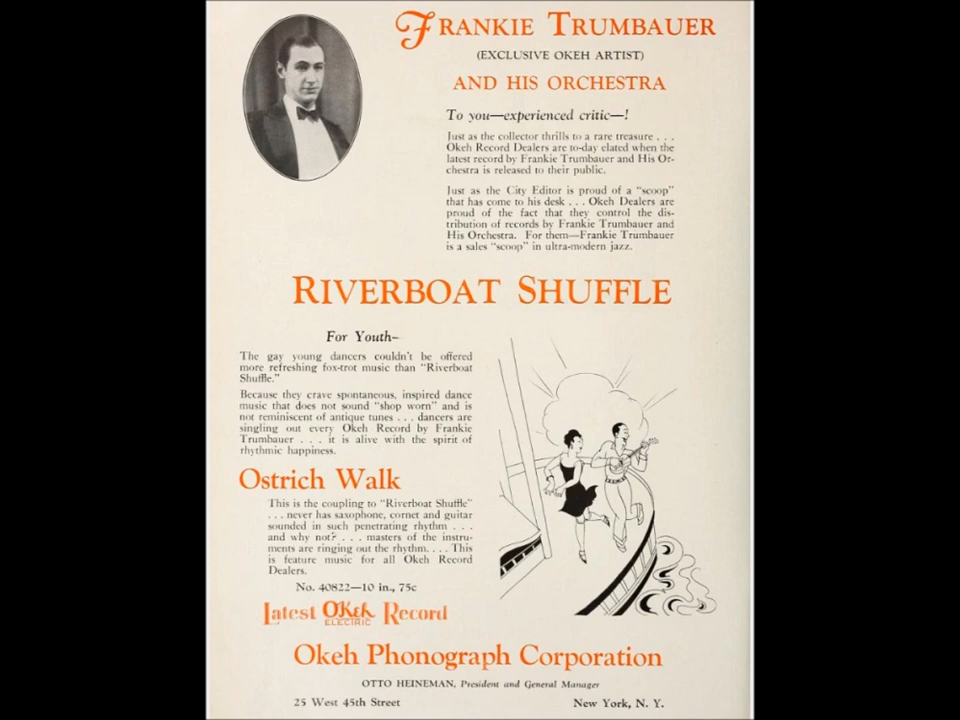 FRANKIE TRUMBAUER
(EXCLUSIVE OKEH ARTIST)
AND HIS ORCHESTRA
To you—experienced critic—!
Just as the collector thrills to a rare treasure . . .
Okeh Record Dealers are to-day elated when the
latest record by Frankie Trumbauer and His Or-
chestra is released to their public.
Just as the City Editor is proud of a "scoop"
that has come to his desk . . . Okeh Dealers are
proud of the fact that they control the dis-
tribution of records by Frankie Trumbauer and
His Orchestra. For them—Frankie Trumbauer
is a sales "scoop" in ultra-modern jazz.
RIVERBOAT SHUFFLE
For Youth—
The gay young dancers couldn't be offered
more refreshing fox-trot music than "Riverboat
Shuffle."
Because they crave spontaneous, inspired dance
music that does not sound "shop worn" and is
not reminiscent of antique tunes . . . dancers are
singling out every Okeh Record by Frankie
Trumbauer . . . it is alive with the spirit of
rhythmic happiness.
Ostrich Walk
This is the coupling to "Riverboat Shuffle"
. . . never has saxophone, cornet and guitar
sounded in such penetrating rhythm . . .
and why not? . . . masters of the instru-
ments are ringing out the rhythm. . . . This
is feature music for all Okeh Record
Dealers.
No. 40822—10 in., 75c
Latest OKeh ELECTRIC Record
Okeh Phonograph Corporation
OTTO HEINEMAN, President and General Manager
25 West 45th Street New York, N. Y.